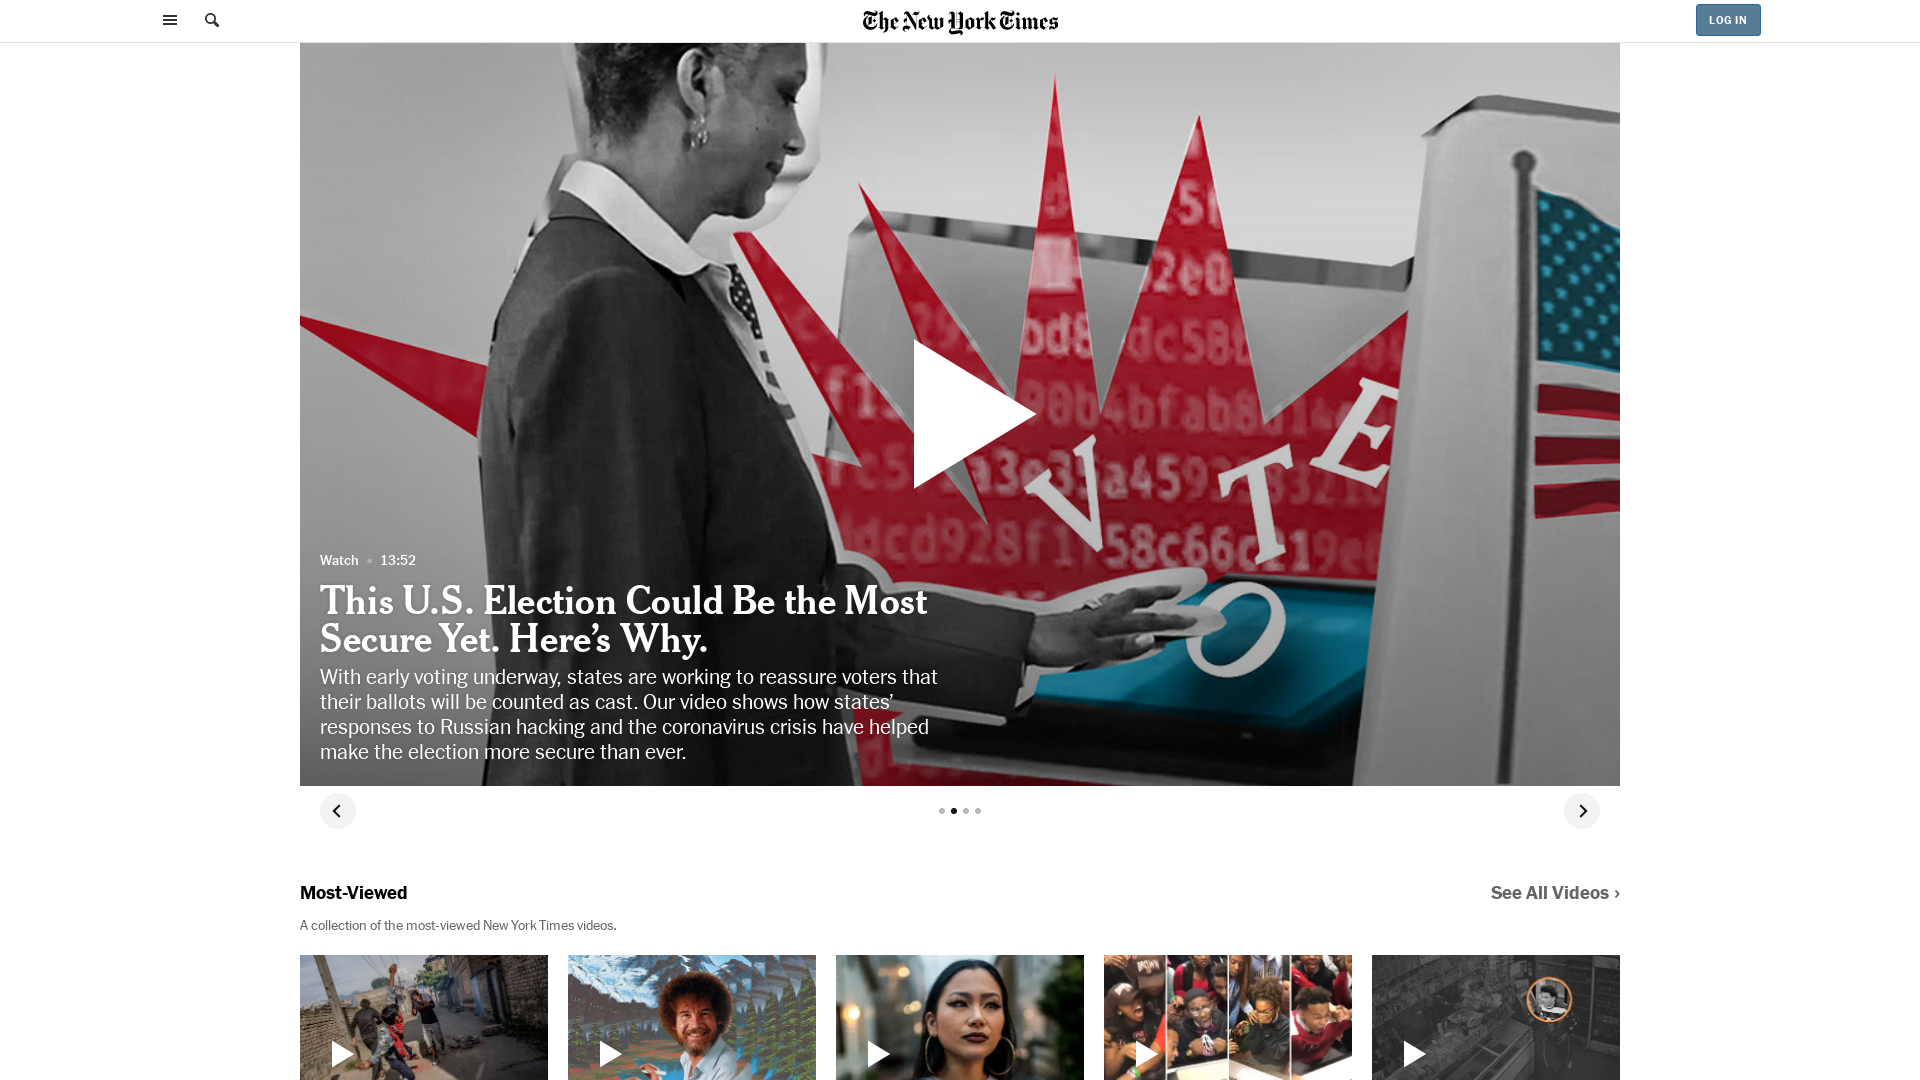 The New York Times
LOG IN
V O T E
Watch • 13:52
This U.S. Election Could Be the Most
Secure Yet. Here’s Why.
With early voting underway, states are working to reassure voters that
their ballots will be counted as cast. Our video shows how states’
responses to Russian hacking and the coronavirus crisis have helped
make the election more secure than ever.
Most-Viewed
See All Videos ›
A collection of the most-viewed New York Times videos.